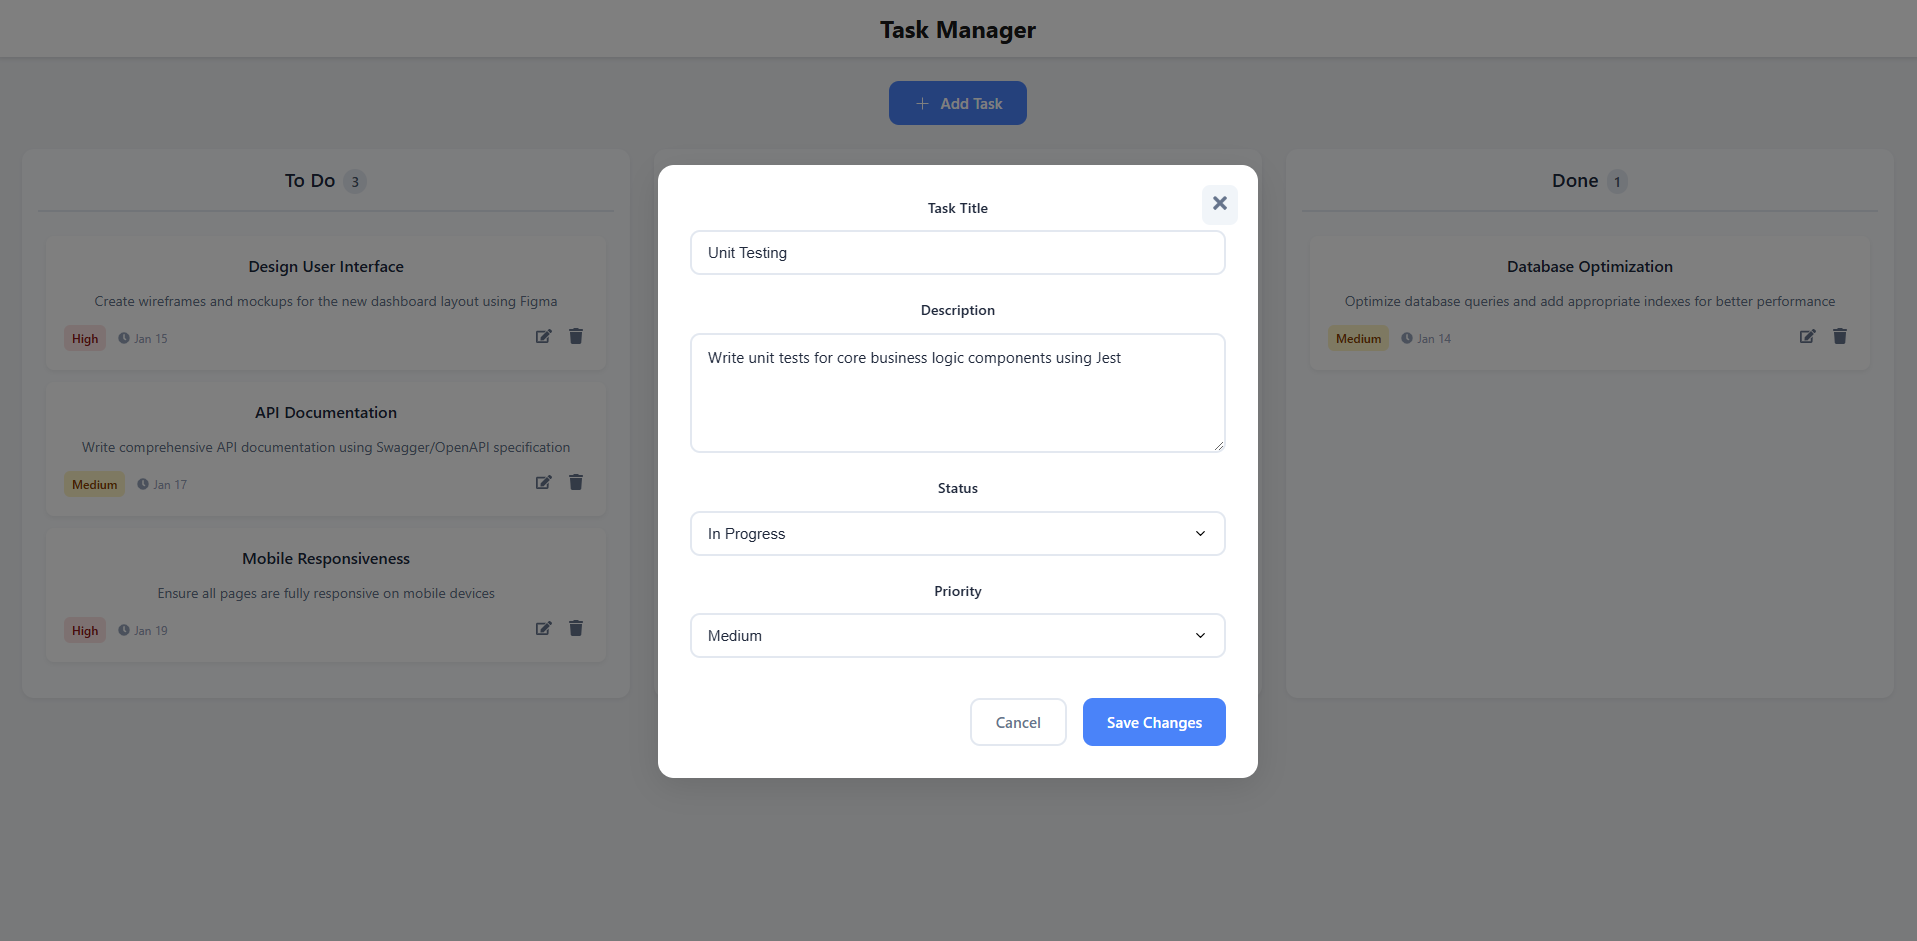 Task Manager
Add Task
To Do 3
Design User Interface
Create wireframes and mockups for the new dashboard layout using Figma
High Jan 15
API Documentation
Write comprehensive API documentation using Swagger/OpenAPI specification
Medium Jan 17
Mobile Responsiveness
Ensure all pages are fully responsive on mobile devices
High Jan 19
Task Title
Unit Testing
Description
Write unit tests for core business logic components using Jest
Status
In Progress
Priority
Medium
Cancel Save Changes
Done 1
Database Optimization
Optimize database queries and add appropriate indexes for better performance
Medium Jan 14